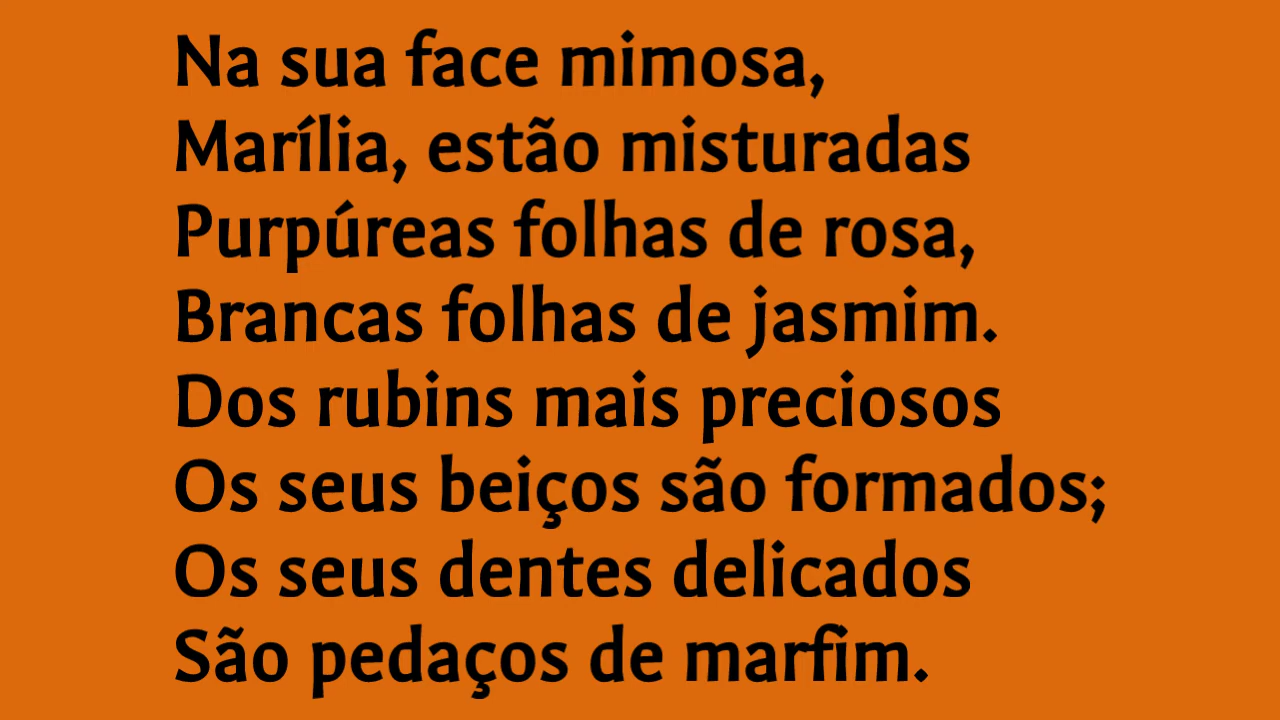 Na sua face mimosa,
Marília, estão misturadas
Purpúreas folhas de rosa,
Brancas folhas de jasmim.
Dos rubins mais preciosos
Os seus beiços são formados;
Os seus dentes delicados
São pedaços de marfim.